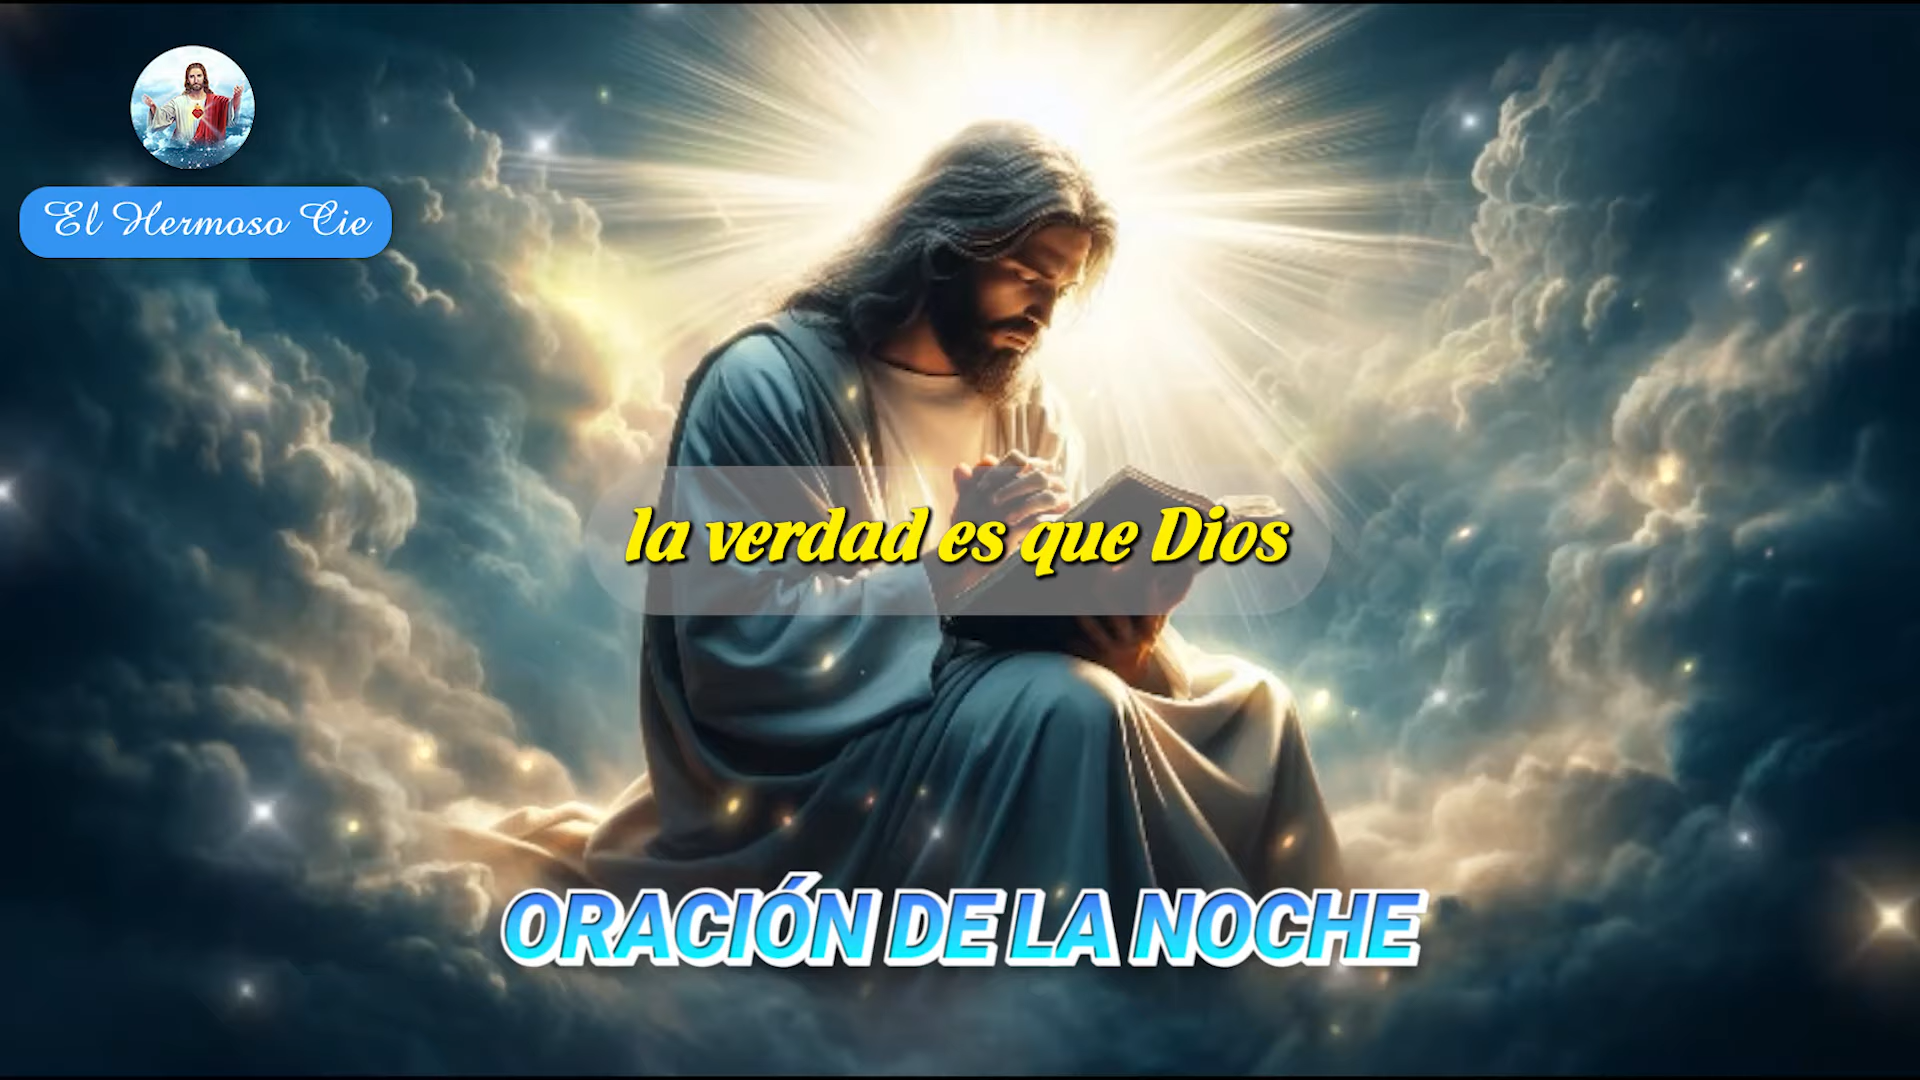 El Hermoso Cie
la verdad es que Dios
ORACIÓN DE LA NOCHE